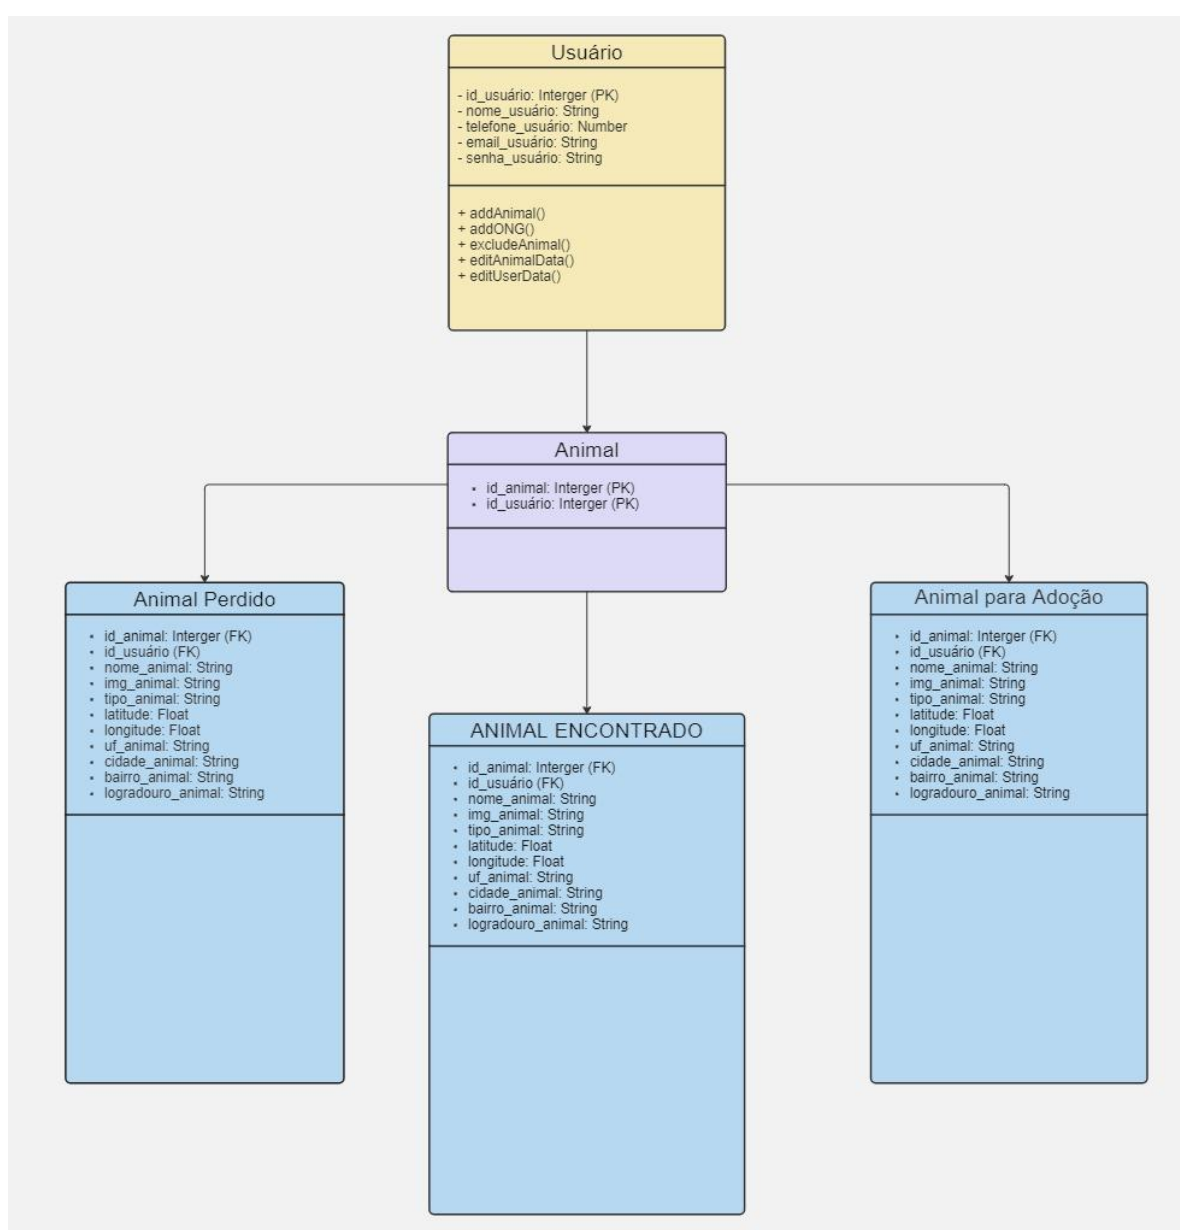 Usuário
- id_usuário: Interger (PK)
- nome_usuário: String
- telefone_usuário: Number
- email_usuário: String
- senha_usuário: String
+ addAnimal()
+ addONG()
+ excludeAnimal()
+ editAnimalData()
+ editUserData()
Animal
• id_animal: Interger (PK)
• id_usuário: Interger (PK)
Animal Perdido
• id_animal: Interger (FK)
• id_usuário (FK)
• nome_animal: String
• img_animal: String
• tipo_animal: String
• latitude: Float
• longitude: Float
• uf_animal: String
• cidade_animal: String
• bairro_animal: String
• logradouro_animal: String
ANIMAL ENCONTRADO
• id_animal: Interger (FK)
• id_usuário (FK)
• nome_animal: String
• img_animal: String
• tipo_animal: String
• latitude: Float
• longitude: Float
• uf_animal: String
• cidade_animal: String
• bairro_animal: String
• logradouro_animal: String
Animal para Adoção
• id_animal: Interger (FK)
• id_usuário (FK)
• nome_animal: String
• img_animal: String
• tipo_animal: String
• latitude: Float
• longitude: Float
• uf_animal: String
• cidade_animal: String
• bairro_animal: String
• logradouro_animal: String